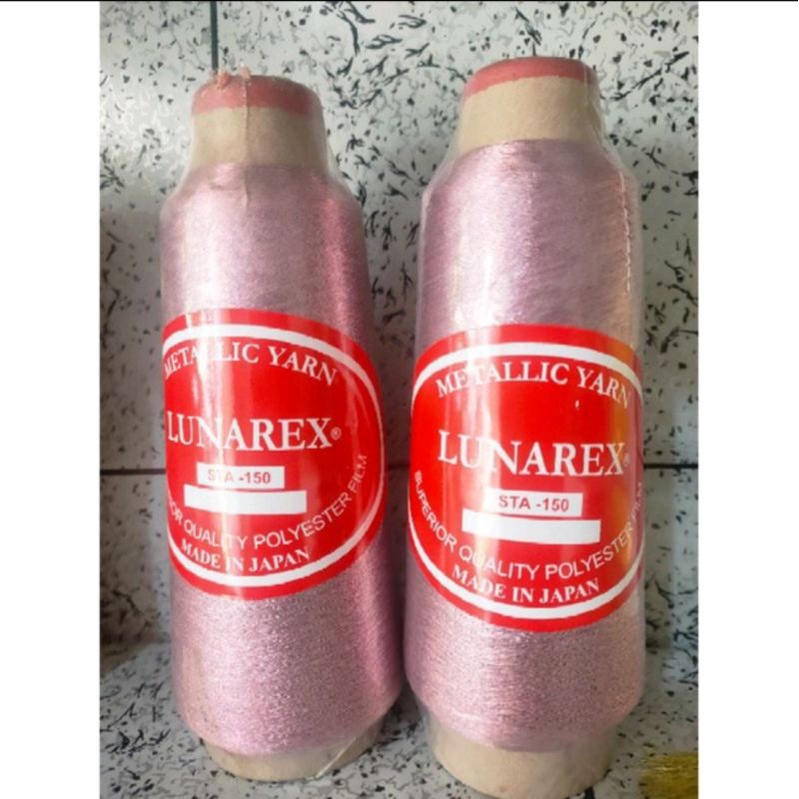 METALLIC YARN
LUNAREX®
STA -150
QUALITY POLYESTER FILM
MADE IN JAPAN
METALLIC YARN
LUNAREX
STA -150
SUPERIOR QUALITY POLYESTER FILM
MADE IN JAPAN